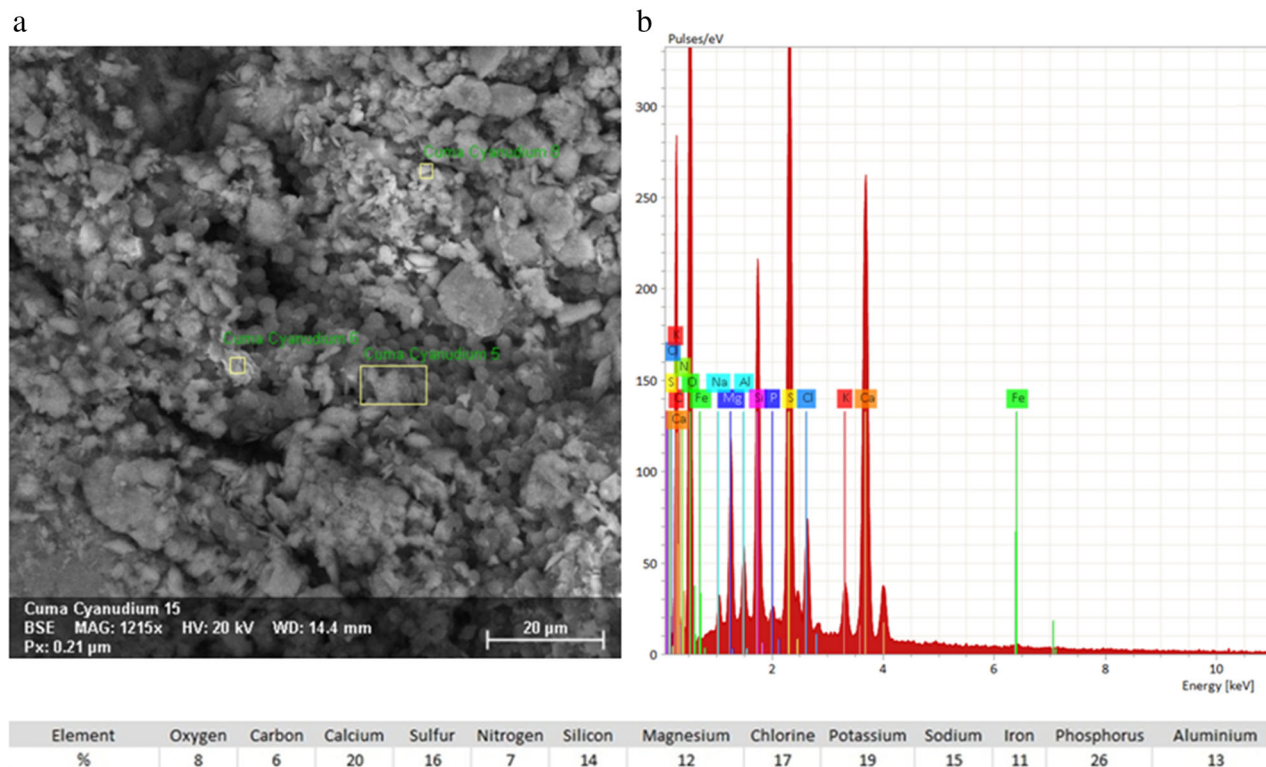 a
Cuma Cyanudium 6
Cuma Cyanudium 5
Cuma Cyanudium 15
BSE MAG: 1215x HV: 20 kV WD: 14.4 mm
Px: 0.21 µm
20 µm
b
Pulses/eV
300
250
200
150
100
50
0
K
Cl
N
S
O
Na
Al
C
Fe
Mg
Si
P
S
Cl
K
Ca
Fe
Ca
2
4
6
8
10
Energy [keV]
Element Oxygen Carbon Calcium Sulfur Nitrogen Silicon Magnesium Chlorine Potassium Sodium Iron Phosphorus Aluminium
% 8 6 20 16 7 14 12 17 19 15 11 26 13